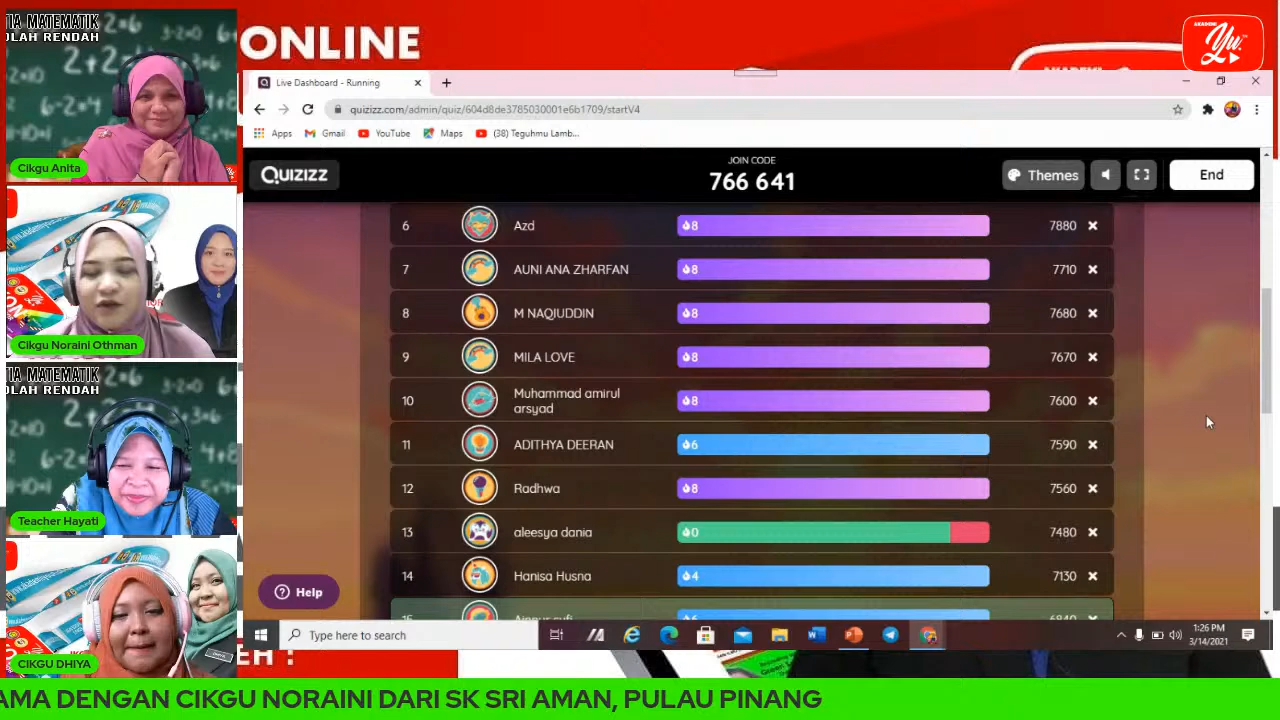 TIA MATEMATIK
OLAH RENDAH
Cikgu Anita
Cikgu Noraini Othman
TIA MATEMATIK
OLAH RENDAH
Teacher Hayati
CIKGU DHIYA
ONLINE
AKADEMI
Yu
Live Dashboard - Running
quizizz.com/admin/quiz/604d8de3785030001e6b1709/startV4
Apps
Gmail
YouTube
Maps
(38) Teguhmu Lamb...
QUIZIZZ
JOIN CODE
766 641
Themes
End
6 Azd 8 7880
7 AUNI ANA ZHARFAN 8 7710
8 M NAQIUDDIN 8 7680
9 MILA LOVE 8 7670
10 Muhammad amirul arsyad 8 7600
11 ADITHYA DEERAN 6 7590
12 Radhwa 8 7560
13 aleesya dania 0 7480
14 Hanisa Husna 4 7130
Help
Type here to search
1:26 PM
3/14/2021
AMA DENGAN CIKGU NORAINI DARI SK SRI AMAN, PULAU PINANG